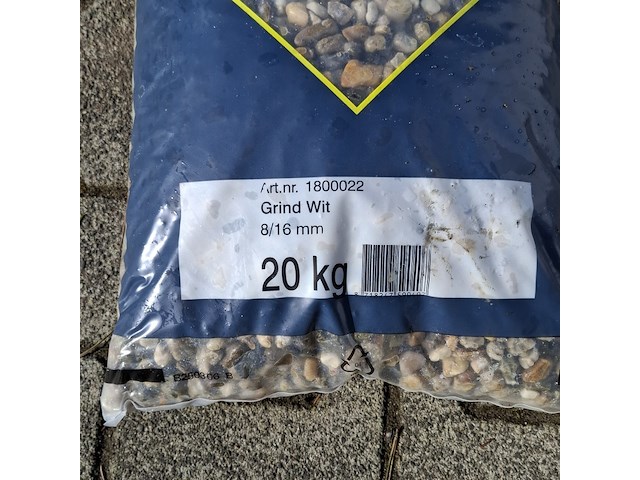 Art.nr. 1800022
Grind Wit
8/16 mm
20 kg